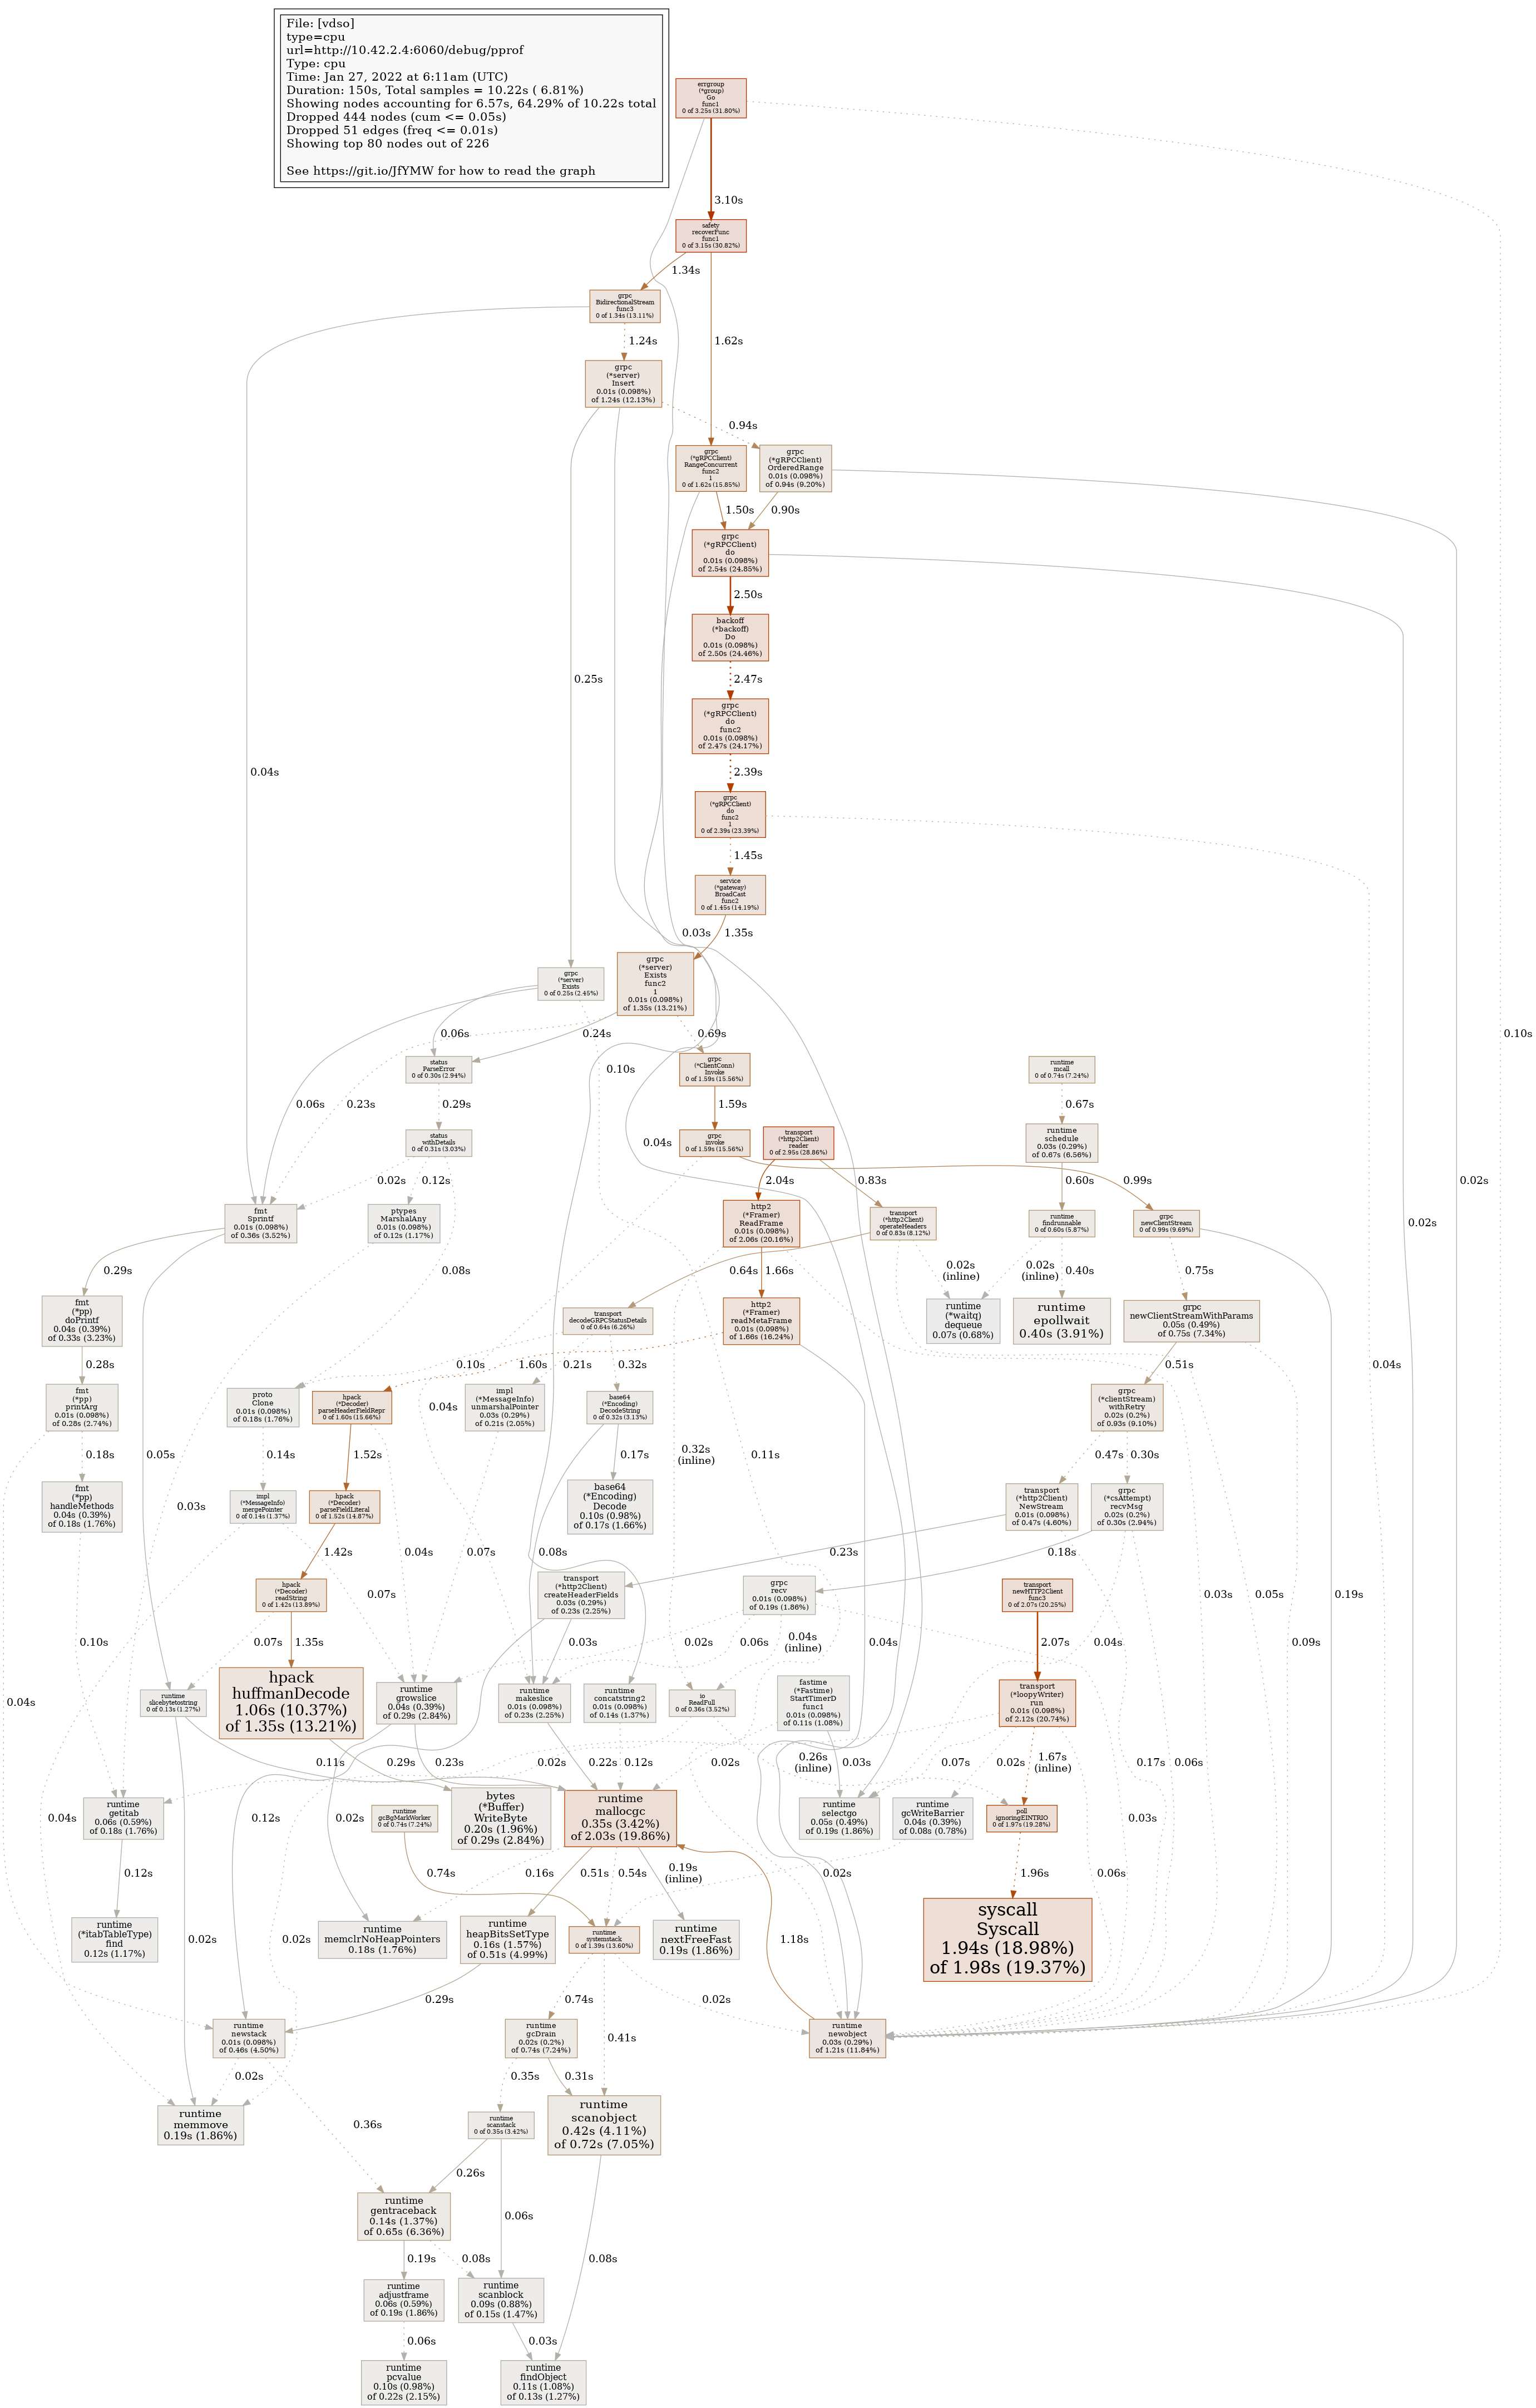 File: [vdso]
type=cpu
url=http://10.42.2.4:6060/debug/pprof
Type: cpu
Time: Jan 27, 2022 at 6:11am (UTC)
Duration: 150s, Total samples = 10.22s ( 6.81%)
Showing nodes accounting for 6.57s, 64.29% of 10.22s total
Dropped 444 nodes (cum <= 0.05s)
Dropped 51 edges (freq <= 0.01s)
Showing top 80 nodes out of 226
See https://git.io/JfYMW for how to read the graph
errgroup
(*group)
Go
func1
0 of 3.25s (31.80%)
3.10s
safety
recoverFunc
func1
0 of 3.15s (30.82%)
1.34s
grpc
BidirectionalStream
func3
0 of 1.34s (13.11%)
1.24s
1.62s
grpc
(*server)
Insert
0.01s (0.098%)
of 1.24s (12.13%)
0.94s
grpc
(*gRPCClient)
RangeConcurrent
func2
1
0 of 1.62s (15.85%)
grpc
(*gRPCClient)
OrderedRange
0.01s (0.098%)
of 0.94s (9.20%)
1.50s
0.90s
grpc
(*gRPCClient)
do
0.01s (0.098%)
of 2.54s (24.85%)
2.50s
backoff
(*backoff)
Do
0.01s (0.098%)
of 2.50s (24.46%)
0.25s
2.47s
grpc
(*gRPCClient)
do
func2
0.01s (0.098%)
of 2.47s (24.17%)
0.04s
2.39s
grpc
(*gRPCClient)
do
func2
1
0 of 2.39s (23.39%)
1.45s
service
(*gateway)
BroadCast
func2
0 of 1.45s (14.19%)
0.03s
1.35s
grpc
(*server)
Exists
0 of 0.25s (2.45%)
grpc
(*server)
Exists
func2
1
0.01s (0.098%)
of 1.35s (13.21%)
0.10s
0.06s
0.24s
0.69s
status
ParseError
0 of 0.30s (2.94%)
0.10s
grpc
(*ClientConn)
Invoke
0 of 1.59s (15.56%)
runtime
mcall
0 of 0.74s (7.24%)
0.06s
0.23s
0.29s
1.59s
0.67s
status
withDetails
0 of 0.31s (3.03%)
0.04s
grpc
invoke
0 of 1.59s (15.56%)
transport
(*http2Client)
reader
0 of 2.95s (28.86%)
runtime
schedule
0.03s (0.29%)
of 0.67s (6.56%)
0.02s
0.12s
2.04s
0.83s
0.99s
0.60s
fmt
Sprintf
0.01s (0.098%)
of 0.36s (3.52%)
ptypes
MarshalAny
0.01s (0.098%)
of 0.12s (1.17%)
http2
(*Framer)
ReadFrame
0.01s (0.098%)
of 2.06s (20.16%)
transport
(*http2Client)
operateHeaders
0 of 0.83s (8.12%)
runtime
findrunnable
0 of 0.60s (5.87%)
grpc
newClientStream
0 of 0.99s (9.69%)
0.02s
0.29s
0.08s
0.64s
1.66s
0.02s
(inline)
0.02s
(inline)
0.40s
0.75s
fmt
(*pp)
doPrintf
0.04s (0.39%)
of 0.33s (3.23%)
transport
decodeGRPCStatusDetails
0 of 0.64s (6.26%)
http2
(*Framer)
readMetaFrame
0.01s (0.098%)
of 1.66s (16.24%)
runtime
(*waitq)
dequeue
0.07s (0.68%)
runtime
epollwait
0.40s (3.91%)
grpc
newClientStreamWithParams
0.05s (0.49%)
of 0.75s (7.34%)
0.28s
0.10s
1.60s
0.21s
0.32s
0.04s
0.51s
fmt
(*pp)
printArg
0.01s (0.098%)
of 0.28s (2.74%)
proto
Clone
0.01s (0.098%)
of 0.18s (1.76%)
hpack
(*Decoder)
parseHeaderFieldRepr
0 of 1.60s (15.66%)
0.04s
impl
(*MessageInfo)
unmarshalPointer
0.03s (0.29%)
of 0.21s (2.05%)
base64
(*Encoding)
DecodeString
0 of 0.32s (3.13%)
grpc
(*clientStream)
withRetry
0.02s (0.2%)
of 0.93s (9.10%)
0.18s
0.05s
0.14s
1.52s
0.17s
0.32s
(inline)
0.11s
0.47s
0.30s
fmt
(*pp)
handleMethods
0.04s (0.39%)
of 0.18s (1.76%)
0.03s
impl
(*MessageInfo)
mergePointer
0 of 0.14s (1.37%)
hpack
(*Decoder)
parseFieldLiteral
0 of 1.52s (14.87%)
base64
(*Encoding)
Decode
0.10s (0.98%)
of 0.17s (1.66%)
transport
(*http2Client)
NewStream
0.01s (0.098%)
of 0.47s (4.60%)
grpc
(*csAttempt)
recvMsg
0.02s (0.2%)
of 0.30s (2.94%)
1.42s
0.04s
0.07s
0.08s
0.23s
0.18s
hpack
(*Decoder)
readString
0 of 1.42s (13.89%)
0.07s
transport
(*http2Client)
createHeaderFields
0.03s (0.29%)
of 0.23s (2.25%)
grpc
recv
0.01s (0.098%)
of 0.19s (1.86%)
transport
newHTTP2Client
func3
0 of 2.07s (20.25%)
0.03s
0.05s
0.19s
0.10s
0.07s
1.35s
0.03s
0.02s
0.06s
0.04s
(inline)
0.04s
2.07s
0.04s
0.09s
0.04s
runtime
slicebytetostring
0 of 0.13s (1.27%)
hpack
huffmanDecode
1.06s (10.37%)
of 1.35s (13.21%)
runtime
growslice
0.04s (0.39%)
of 0.29s (2.84%)
runtime
makeslice
0.01s (0.098%)
of 0.23s (2.25%)
runtime
concatstring2
0.01s (0.098%)
of 0.14s (1.37%)
io
ReadFull
0 of 0.36s (3.52%)
fastime
(*Fastime)
StartTimerD
func1
0.01s (0.098%)
of 0.11s (1.08%)
transport
(*loopyWriter)
run
0.01s (0.098%)
of 2.12s (20.74%)
0.11s
0.29s
0.23s
0.02s
0.22s
0.12s
0.02s
0.26s
(inline)
0.03s
0.07s
0.02s
1.67s
(inline)
0.17s
0.06s
runtime
getitab
0.06s (0.59%)
of 0.18s (1.76%)
0.04s
0.12s
0.02s
runtime
gcBgMarkWorker
0 of 0.74s (7.24%)
bytes
(*Buffer)
WriteByte
0.20s (1.96%)
of 0.29s (2.84%)
runtime
mallocgc
0.35s (3.42%)
of 2.03s (19.86%)
runtime
selectgo
0.05s (0.49%)
of 0.19s (1.86%)
runtime
gcWriteBarrier
0.04s (0.39%)
of 0.08s (0.78%)
poll
ignoringEINTRIO
0 of 1.97s (19.28%)
0.03s
0.12s
0.74s
0.16s
0.51s
0.54s
0.19s
(inline)
0.02s
1.96s
0.06s
runtime
(*itabTableType)
find
0.12s (1.17%)
0.02s
0.02s
runtime
memclrNoHeapPointers
0.18s (1.76%)
runtime
heapBitsSetType
0.16s (1.57%)
of 0.51s (4.99%)
runtime
systemstack
0 of 1.39s (13.60%)
runtime
nextFreeFast
0.19s (1.86%)
1.18s
syscall
Syscall
1.94s (18.98%)
of 1.98s (19.37%)
0.29s
0.74s
0.02s
runtime
newstack
0.01s (0.098%)
of 0.46s (4.50%)
runtime
gcDrain
0.02s (0.2%)
of 0.74s (7.24%)
0.41s
runtime
newobject
0.03s (0.29%)
of 1.21s (11.84%)
0.02s
0.35s
0.31s
runtime
memmove
0.19s (1.86%)
0.36s
runtime
scanstack
0 of 0.35s (3.42%)
runtime
scanobject
0.42s (4.11%)
of 0.72s (7.05%)
0.26s
runtime
gentraceback
0.14s (1.37%)
of 0.65s (6.36%)
0.06s
0.19s
0.08s
0.08s
runtime
adjustframe
0.06s (0.59%)
of 0.19s (1.86%)
runtime
scanblock
0.09s (0.88%)
of 0.15s (1.47%)
0.06s
0.03s
runtime
pcvalue
0.10s (0.98%)
of 0.22s (2.15%)
runtime
findObject
0.11s (1.08%)
of 0.13s (1.27%)